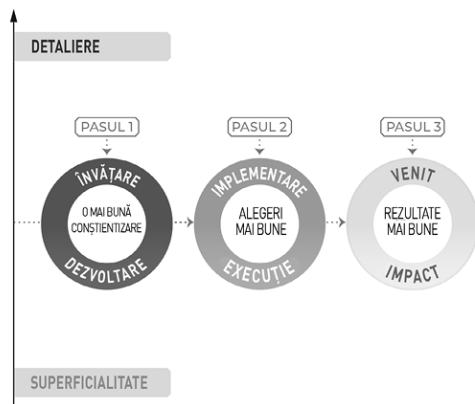 DETALIERE
PASUL 1
PASUL 2
PASUL 3
ÎNVĂȚARE
O MAI BUNĂ
CONȘTIENTIZARE
DEZVOLTARE
IMPLEMENTARE
ALEGERI
MAI BUNE
EXECUȚIE
VENIT
REZULTATE
MAI BUNE
IMPACT
SUPERFICIALITATE